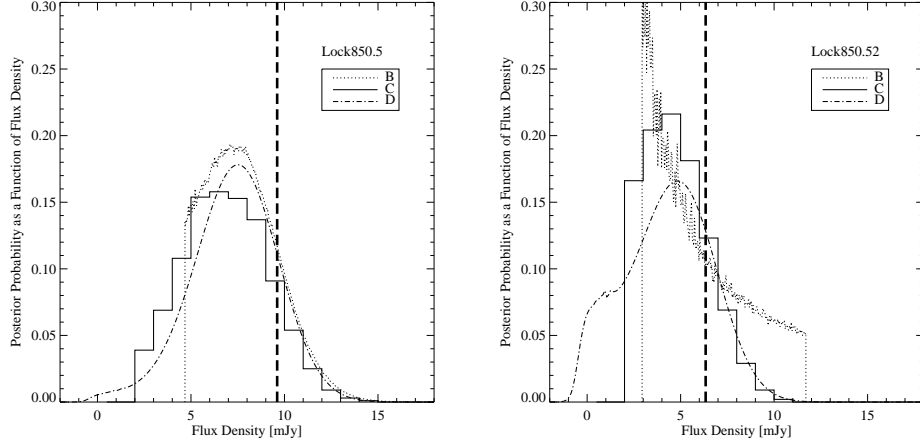 0.30
0.25
0.20
0.15
0.10
0.05
0.00
Posterior Probability as a Function of Flux Density
Lock850.5
B
C
D
0
5
10
15
Flux Density [mJy]
0.30
0.25
0.20
0.15
0.10
0.05
0.00
Posterior Probability as a Function of Flux Density
Lock850.52
B
C
D
0
5
10
15
Flux Density [mJy]